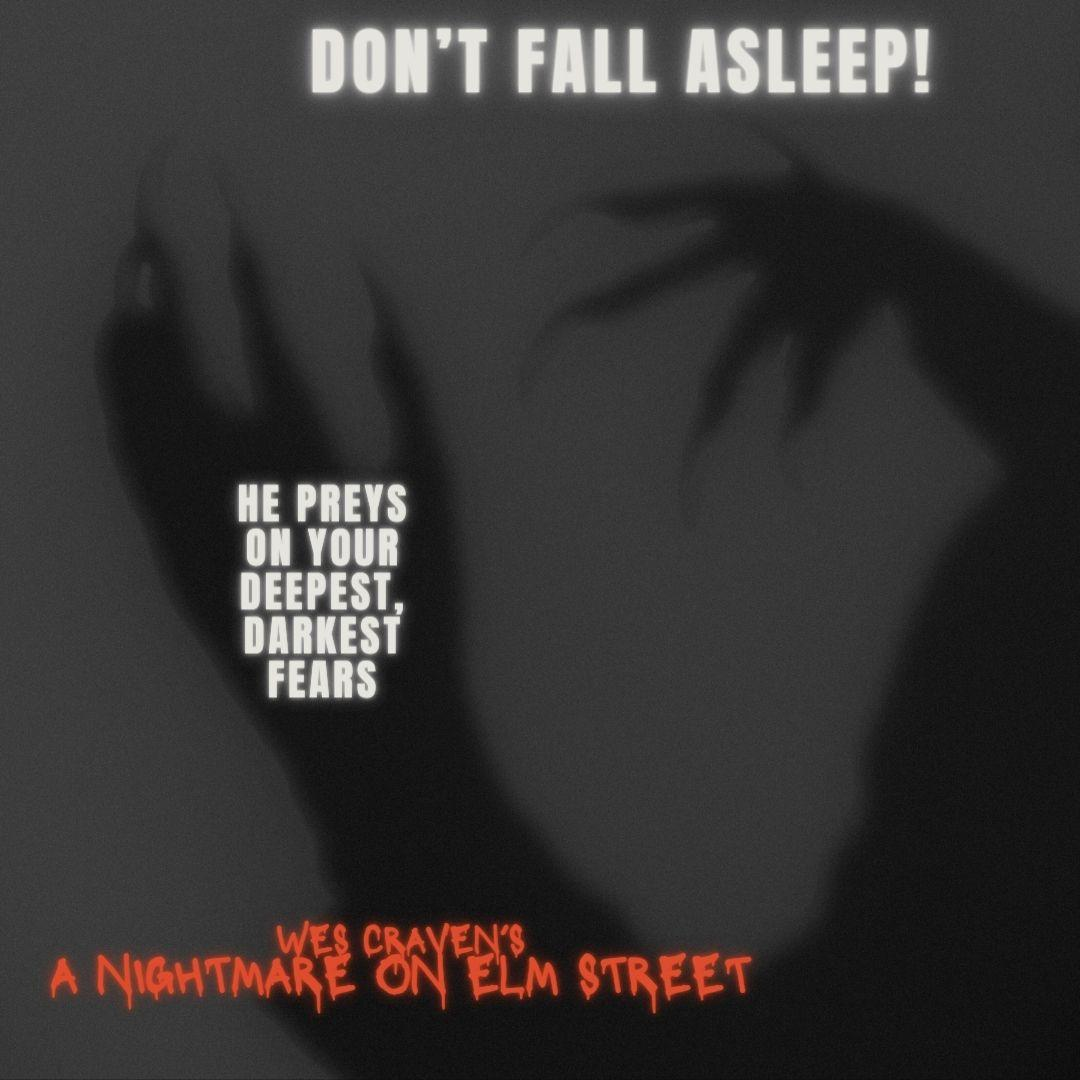 DON’T FALL ASLEEP!
HE PREYS
ON YOUR
DEEPEST,
DARKEST
FEARS
WES CRAVEN’S
A NIGHTMARE ON ELM STREET